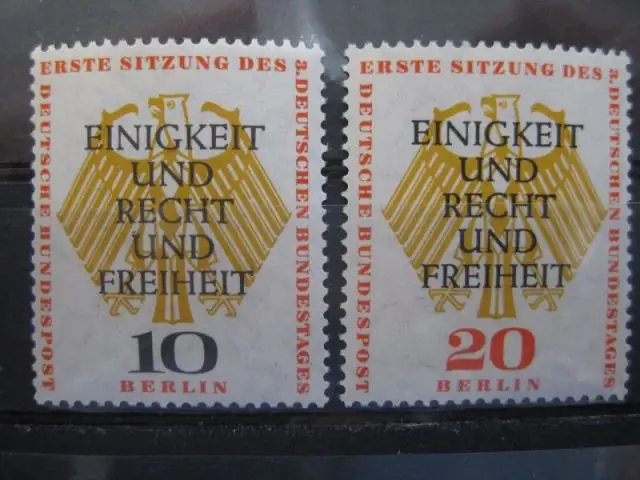 ERSTE SITZUNG DES
3. DEUTSCHEN BUNDESTAGES
DEUTSCHE BUNDESPOST
EINIGKEIT
UND
RECHT
UND
FREIHEIT
10
BERLIN
ERSTE SITZUNG DES
3. DEUTSCHEN BUNDESTAGES
DEUTSCHE BUNDESPOST
EINIGKEIT
UND
RECHT
UND
FREIHEIT
20
BERLIN